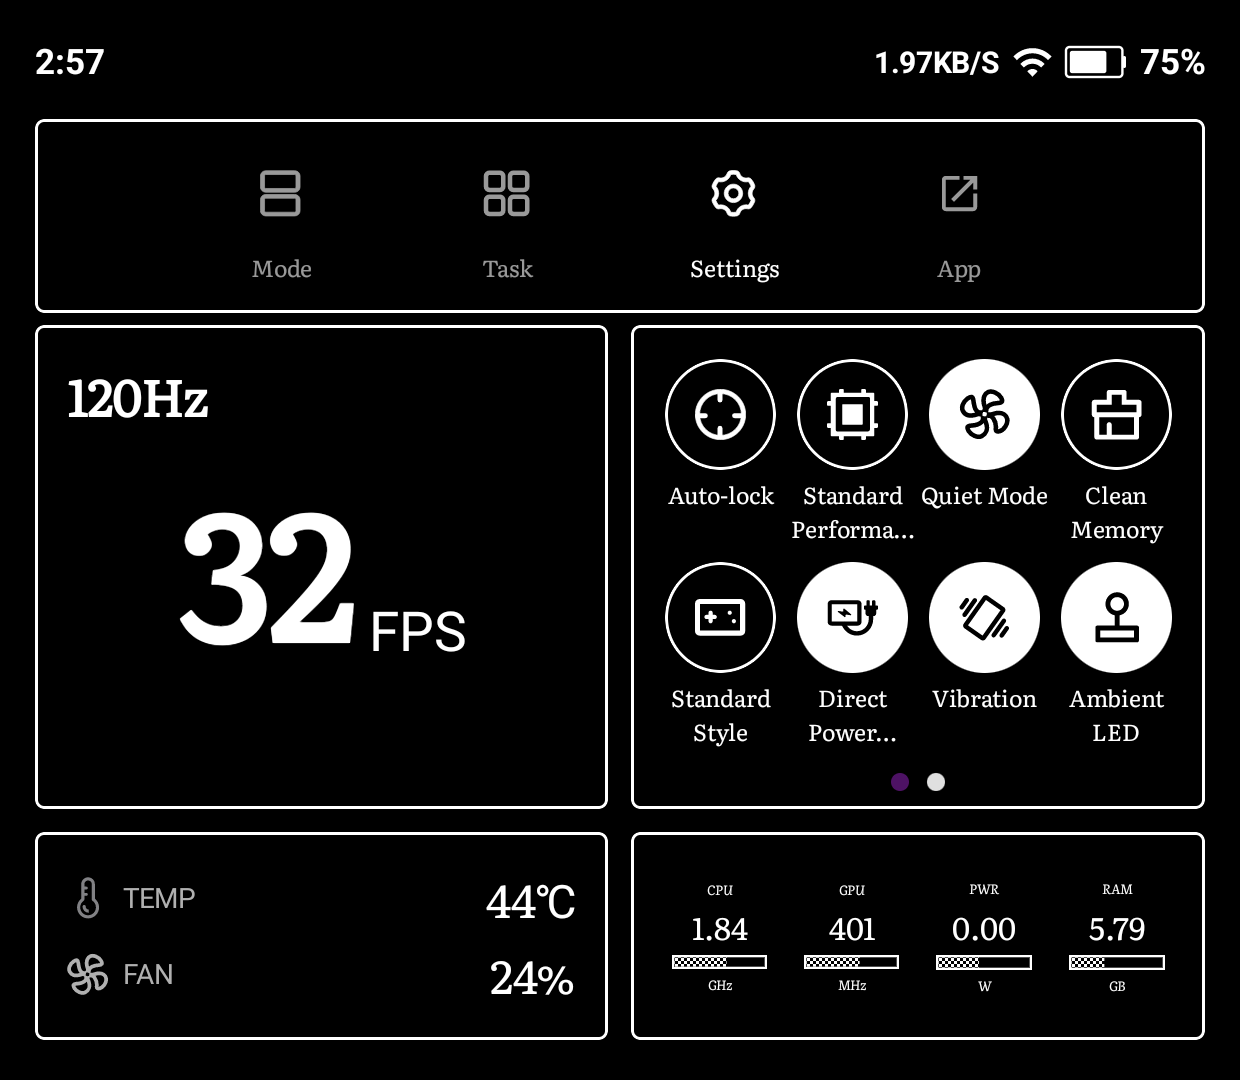 2:57
1.97KB/S 75%
Mode Task Settings App
120Hz
32 FPS
Auto-lock Standard Performa... Quiet Mode Clean Memory
Standard Style Direct Power... Vibration Ambient LED
TEMP 44°C
FAN 24%
CPU GPU PWR RAM
1.84 401 0.00 5.79
GHz MHz W GB